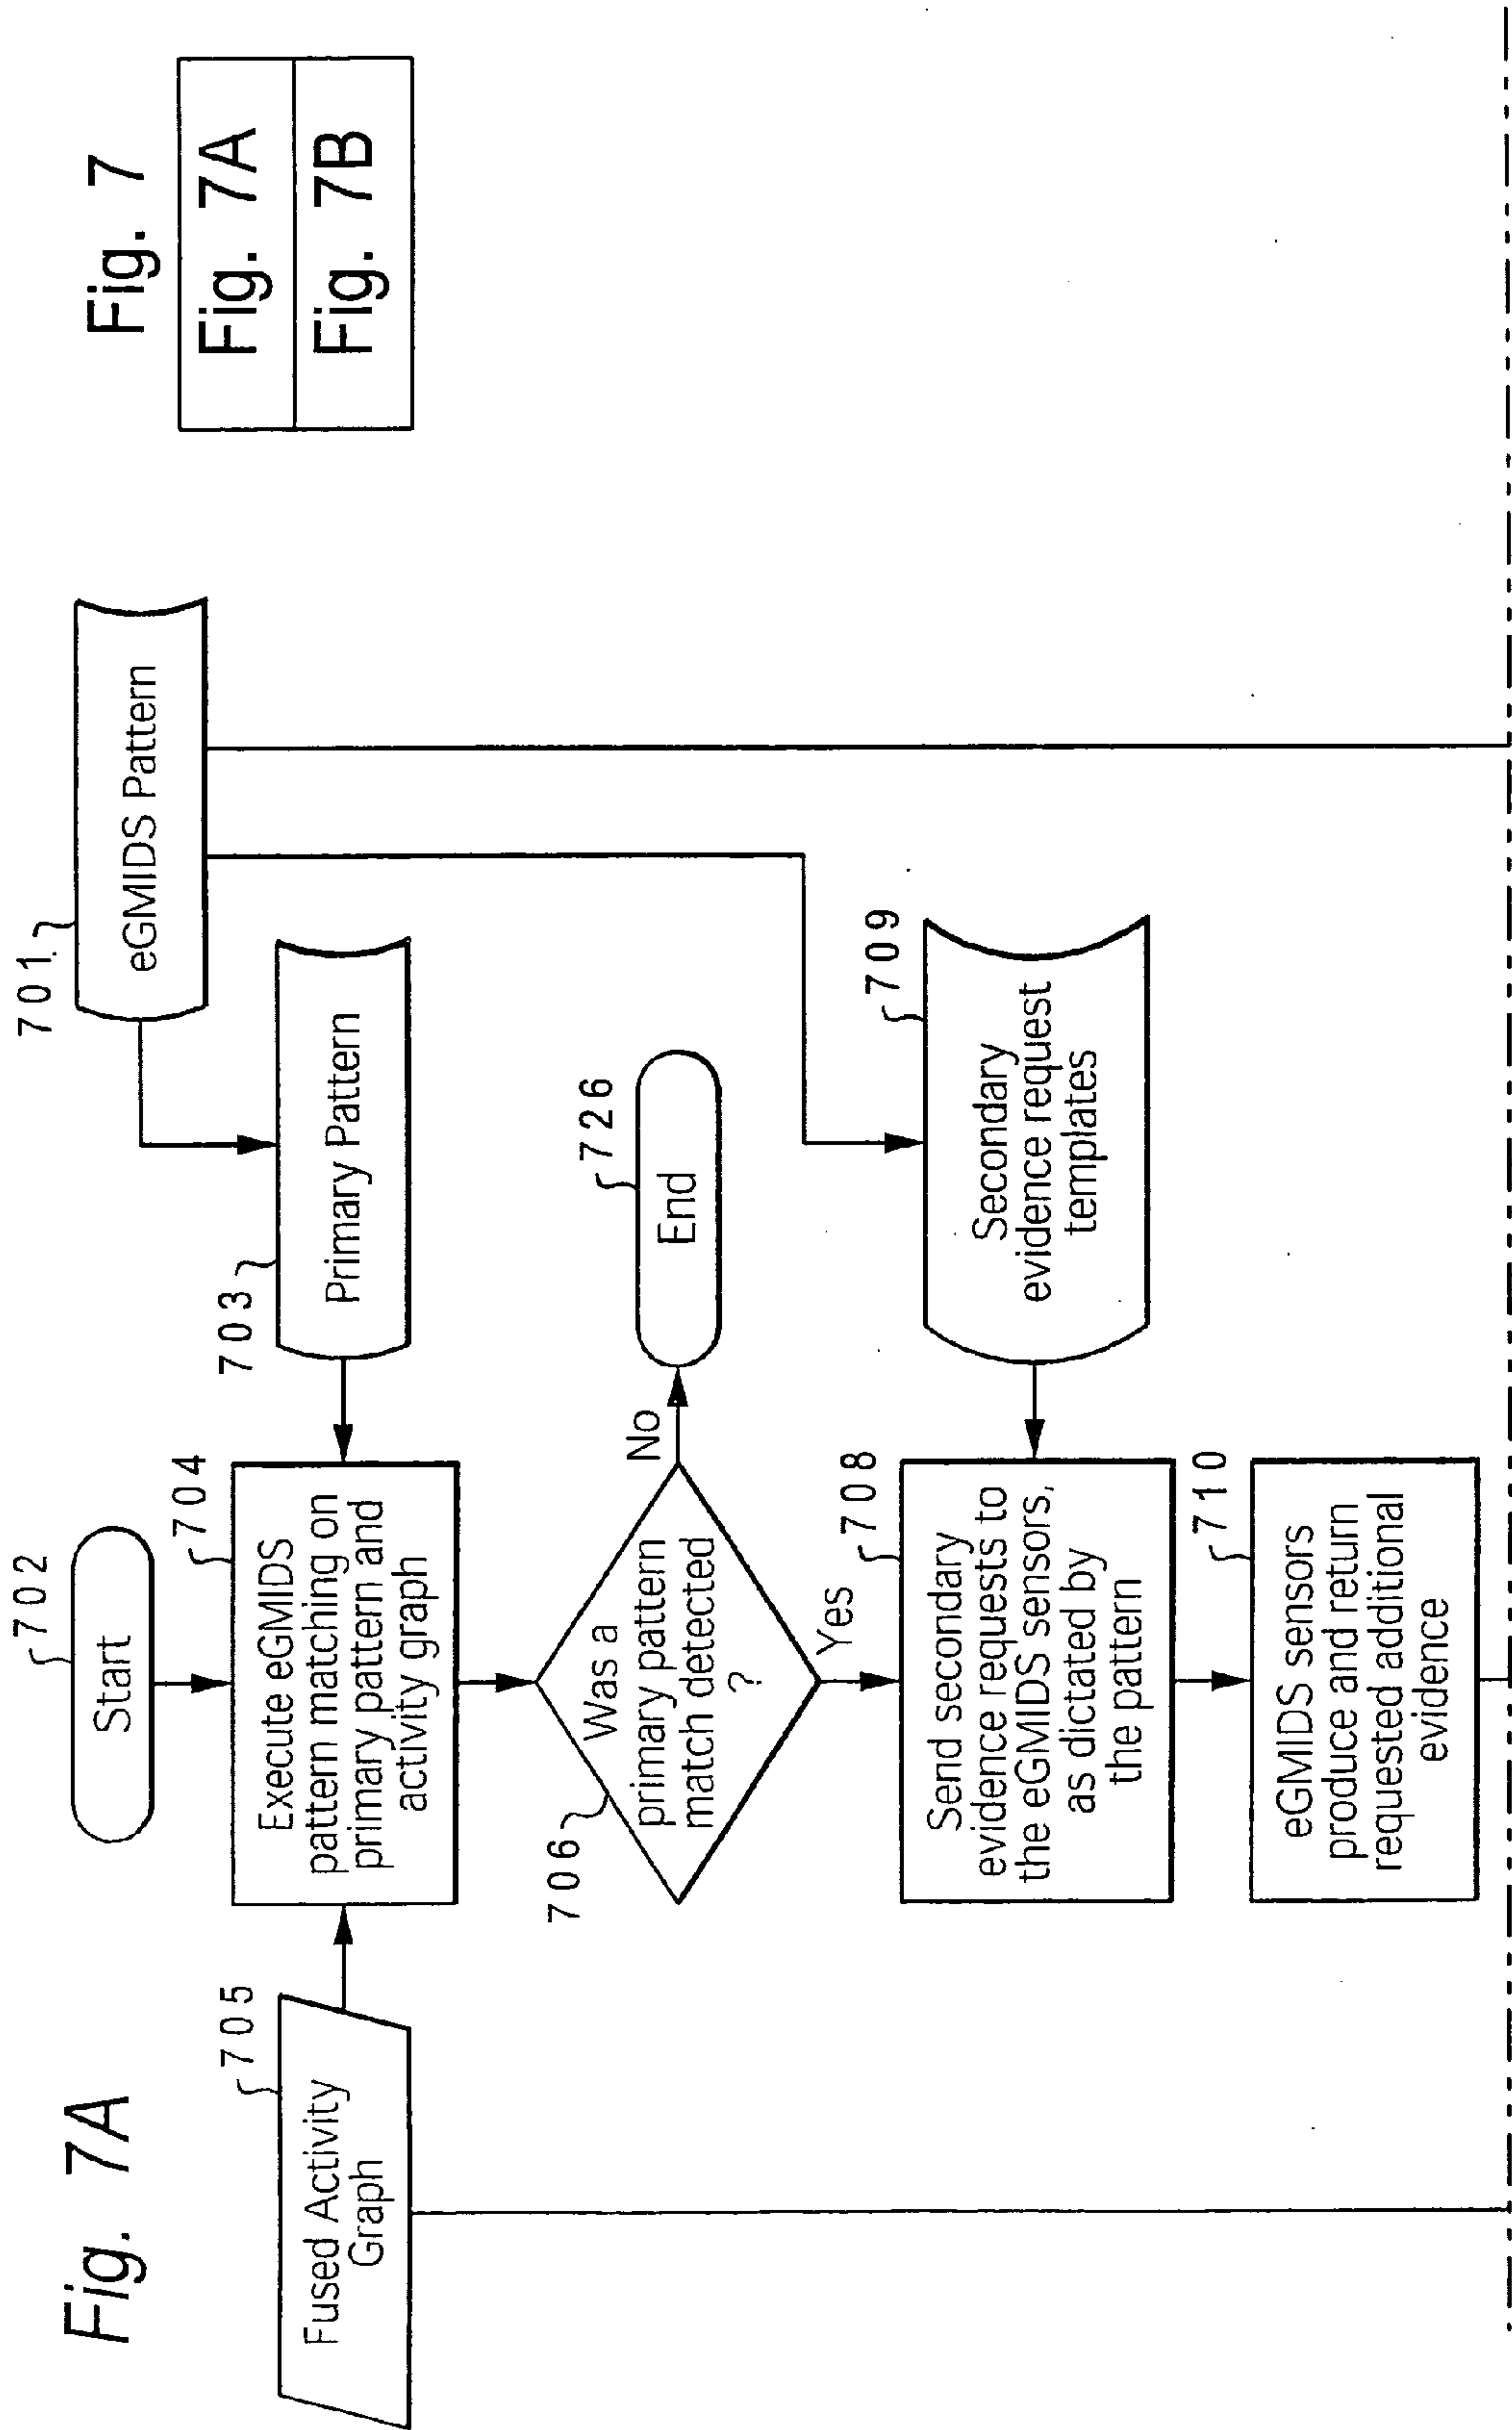 Fig. 7A
Fig. 7
Fig. 7A
Fig. 7B
702
Start
701
eGMIDS Pattern
705
Fused Activity
Graph
704
Execute eGMIDS
pattern matching on
primary pattern and
activity graph
703
Primary Pattern
706
Was a
primary pattern
match detected
?
No
726
End
Yes
708
Send secondary
evidence requests to
the eGMIDS sensors,
as dictated by
the pattern
709
Secondary
evidence request
templates
710
eGMIDS sensors
produce and return
requested additional
evidence